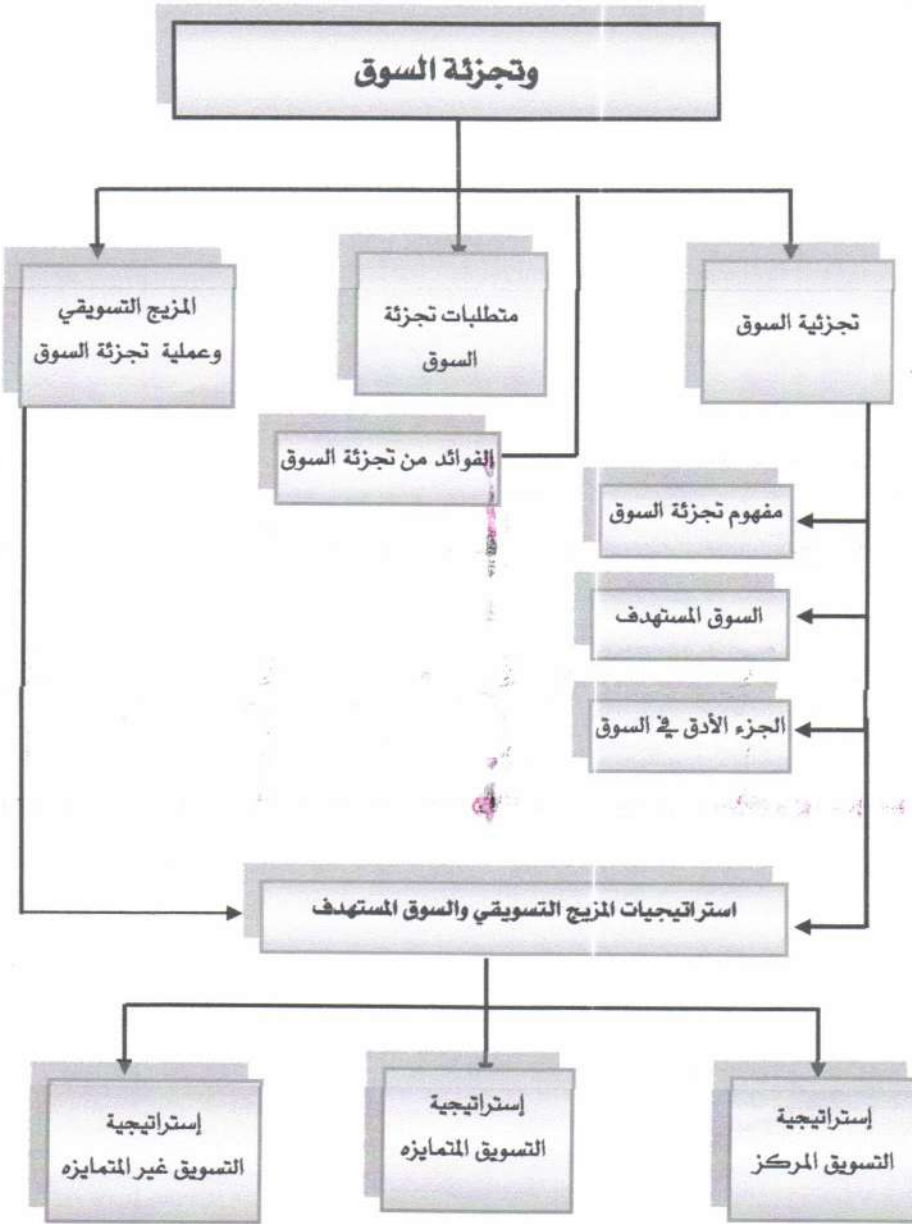 وتجزئة السوق
تجزئية السوق
متطلبات تجزئة
السوق
المزيج التسويقي
وعملية تجزئة السوق
الفوائد من تجزئة السوق
مفهوم تجزئة السوق
السوق المستهدف
الجزء الأدق في السوق
استراتيجيات المزيج التسويقي والسوق المستهدف
إستراتيجية
التسويق المركز
إستراتيجية
التسويق المتمايزه
إستراتيجية
التسويق غير المتمايزه